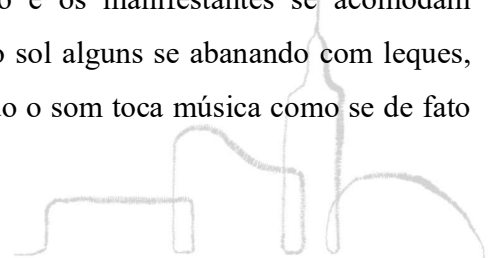 e os manifestantes se acomodam
sol alguns se abanando com leques,
o som toca música como se de fato